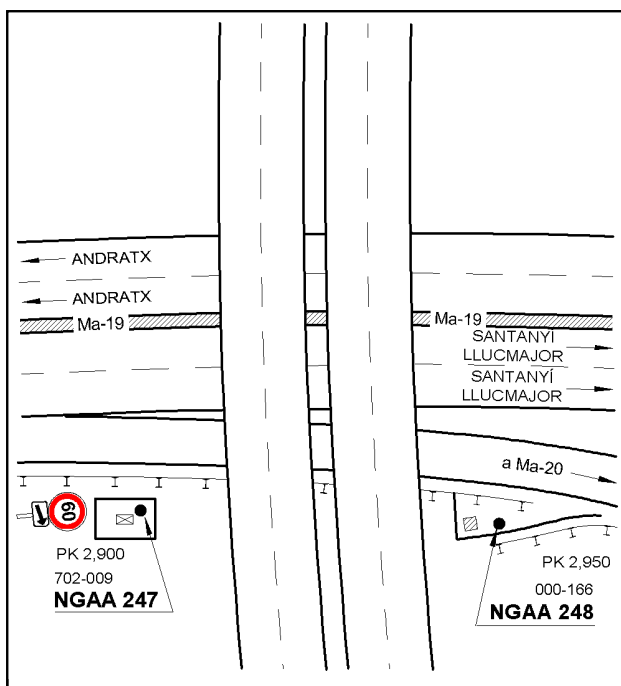 ANDRATX
ANDRATX
Ma-19
Ma-19
SANTANYÍ
LLUCMAJOR
SANTANYÍ
LLUCMAJOR
a Ma-20
60
PK 2,900
702-009
NGAA 247
PK 2,950
000-166
NGAA 248